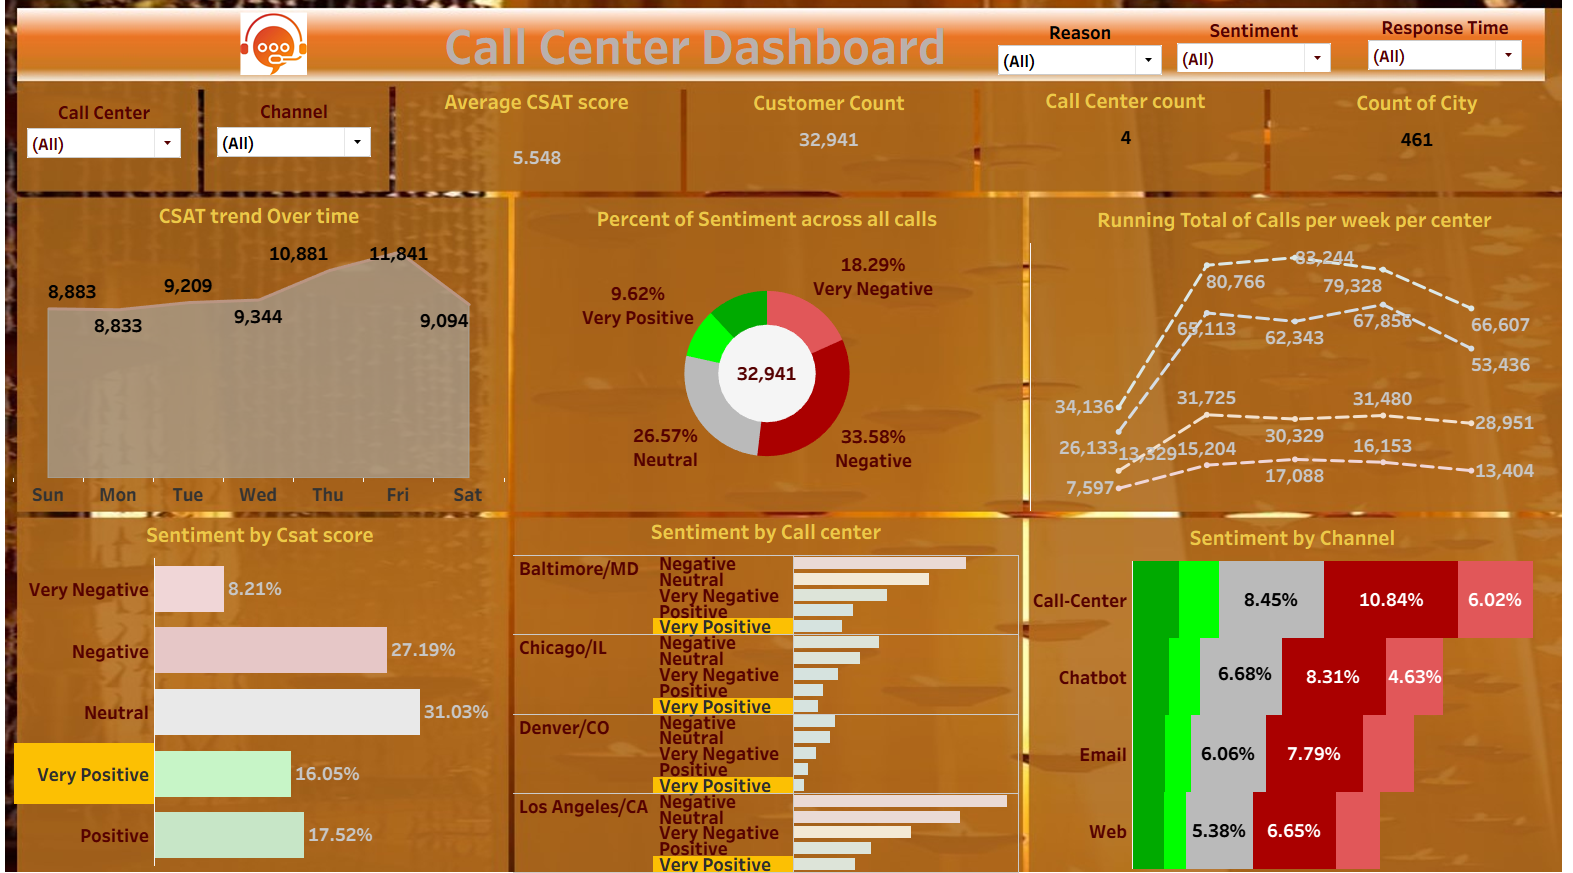 Call Center Dashboard
Reason
(All)
Sentiment
(All)
Response Time
(All)
Call Center
(All)
Channel
(All)
Average CSAT score
5.548
Customer Count
32,941
Call Center count
4
Count of City
461
CSAT trend Over time
8,883
8,833
9,209
9,344
10,881
11,841
9,094
Sun Mon Tue Wed Thu Fri Sat
Percent of Sentiment across all calls
18.29%
Very Negative
9.62%
Very Positive
32,941
26.57%
Neutral
33.58%
Negative
Running Total of Calls per week per center
83,244
80,766
79,328
65,113
62,343
67,856
66,607
53,436
34,136
31,725
31,480
28,951
26,133
13,329
15,204
30,329
16,153
7,597
17,088
13,404
Sentiment by Csat score
Very Negative 8.21%
Negative 27.19%
Neutral 31.03%
Very Positive 16.05%
Positive 17.52%
Sentiment by Call center
Baltimore/MD Negative
Neutral
Very Negative
Positive
Very Positive
Chicago/IL Negative
Neutral
Very Negative
Positive
Very Positive
Denver/CO Negative
Neutral
Very Negative
Positive
Very Positive
Los Angeles/CA Negative
Neutral
Very Negative
Positive
Very Positive
Sentiment by Channel
Call-Center 8.45% 10.84% 6.02%
Chatbot 6.68% 8.31% 4.63%
Email 6.06% 7.79%
Web 5.38% 6.65%